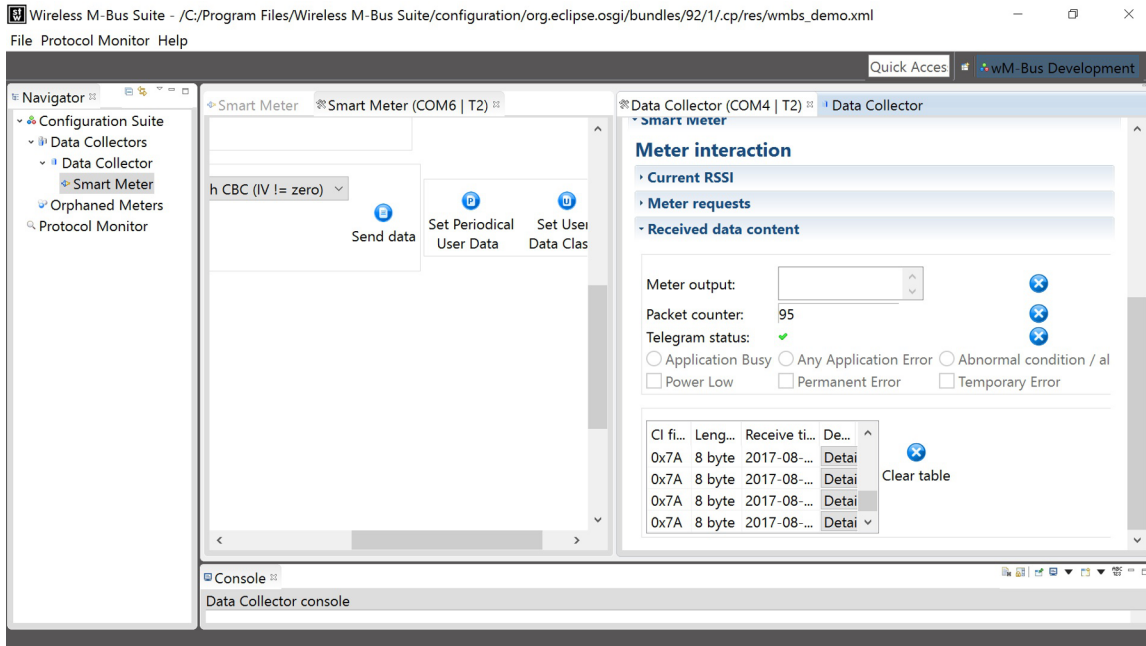 Wireless M-Bus Suite - /C:/Program Files/Wireless M-Bus Suite/configuration/org.eclipse.osgi/bundles/92/1/.cp/res/wmbs_demo.xml
File Protocol Monitor Help
Quick Acces
wM-Bus Development
Navigator
Configuration Suite
Data Collectors
Data Collector
Smart Meter
Orphaned Meters
Protocol Monitor
Smart Meter
Smart Meter (COM6 | T2)
h CBC (IV != zero)
Send data
Set Periodical
User Data
Set User
Data Clas
Data Collector (COM4 | T2)
Data Collector
Smart Meter
Meter interaction
Current RSSI
Meter requests
Received data content
Meter output:
Packet counter: 95
Telegram status:
Application Busy Any Application Error Abnormal condition / al
Power Low Permanent Error Temporary Error
CI fi... Leng... Receive ti... De...
0x7A 8 byte 2017-08-... Detai
0x7A 8 byte 2017-08-... Detai
0x7A 8 byte 2017-08-... Detai
0x7A 8 byte 2017-08-... Detai
Clear table
Console
Data Collector console